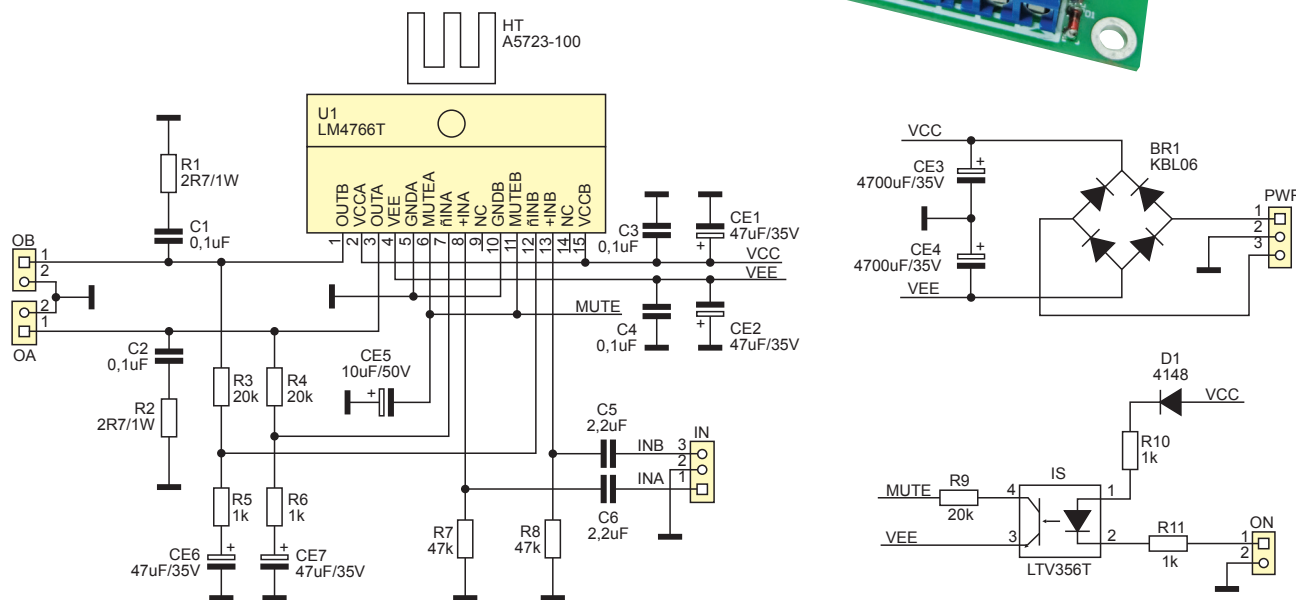 HT
A5723-100
U1
LM4766T
OUTB
VCCA
OUTA
VEE
GNDA
MUTEA
ñINA
+INA
NC
GNDB
MUTEB
ñINB
+INB
NC
VCCB
1
2
3
4
5
6
7
8
9
10
11
12
13
14
15
R1
2R7/1W
C1
0,1uF
OB
1
2
2
1
OA
C2
0,1uF
R2
2R7/1W
R3
20k
R4
20k
CE5
10uF/50V
+
C3
0,1uF
CE1
47uF/35V
+
VCC
VEE
MUTE
C4
0,1uF
CE2
47uF/35V
+
R5
1k
R6
1k
CE6
47uF/35V
+
CE7
47uF/35V
+
R7
47k
R8
47k
C5
2,2uF
C6
2,2uF
INB
INA
IN
3
2
1
D1
VCC
CE3
4700uF/35V
+
CE4
4700uF/35V
+
VEE
BR1
KBL06
PWR
1
2
3
D1
4148
VCC
R10
1k
IS
MUTE
R9
20k
4
1
VEE
3
2
LTV356T
R11
1k
ON
1
2